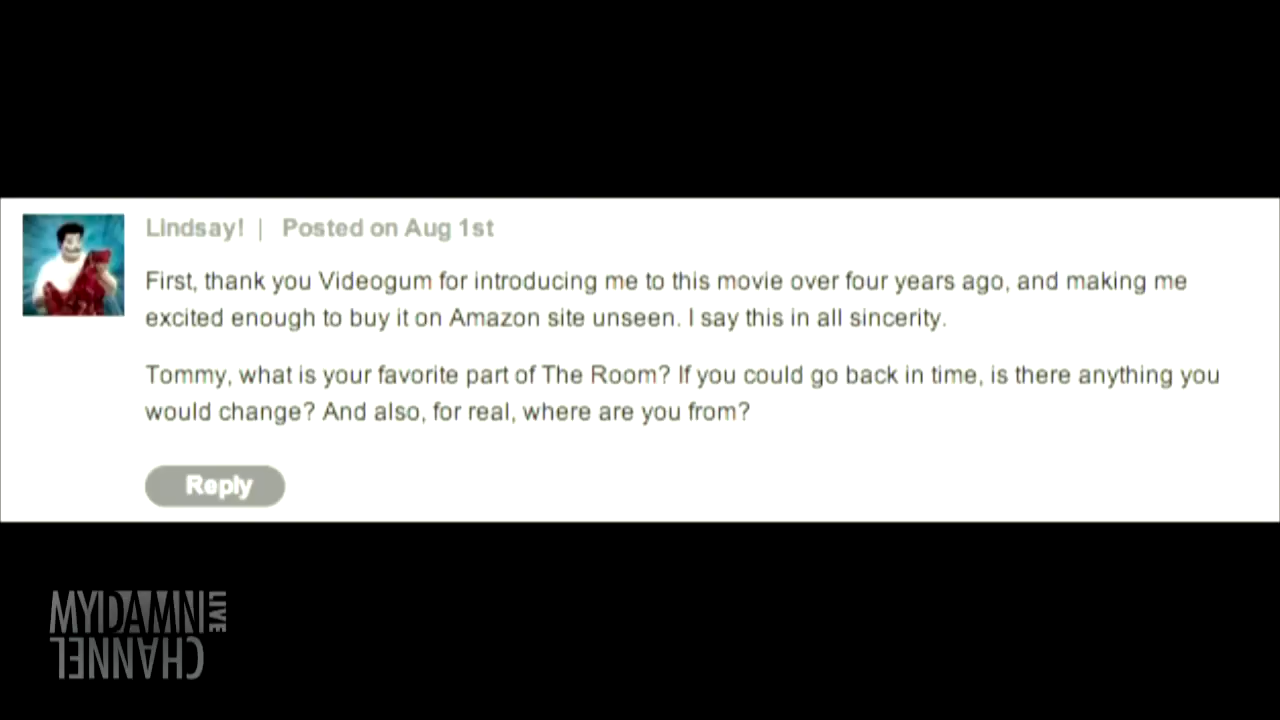 Lindsay! | Posted on Aug 1st
First, thank you Videogum for introducing me to this movie over four years ago, and making me
excited enough to buy it on Amazon site unseen. I say this in all sincerity.
Tommy, what is your favorite part of The Room? If you could go back in time, is there anything you
would change? And also, for real, where are you from?
Reply
MYDAMN LIVE
CHANNEL